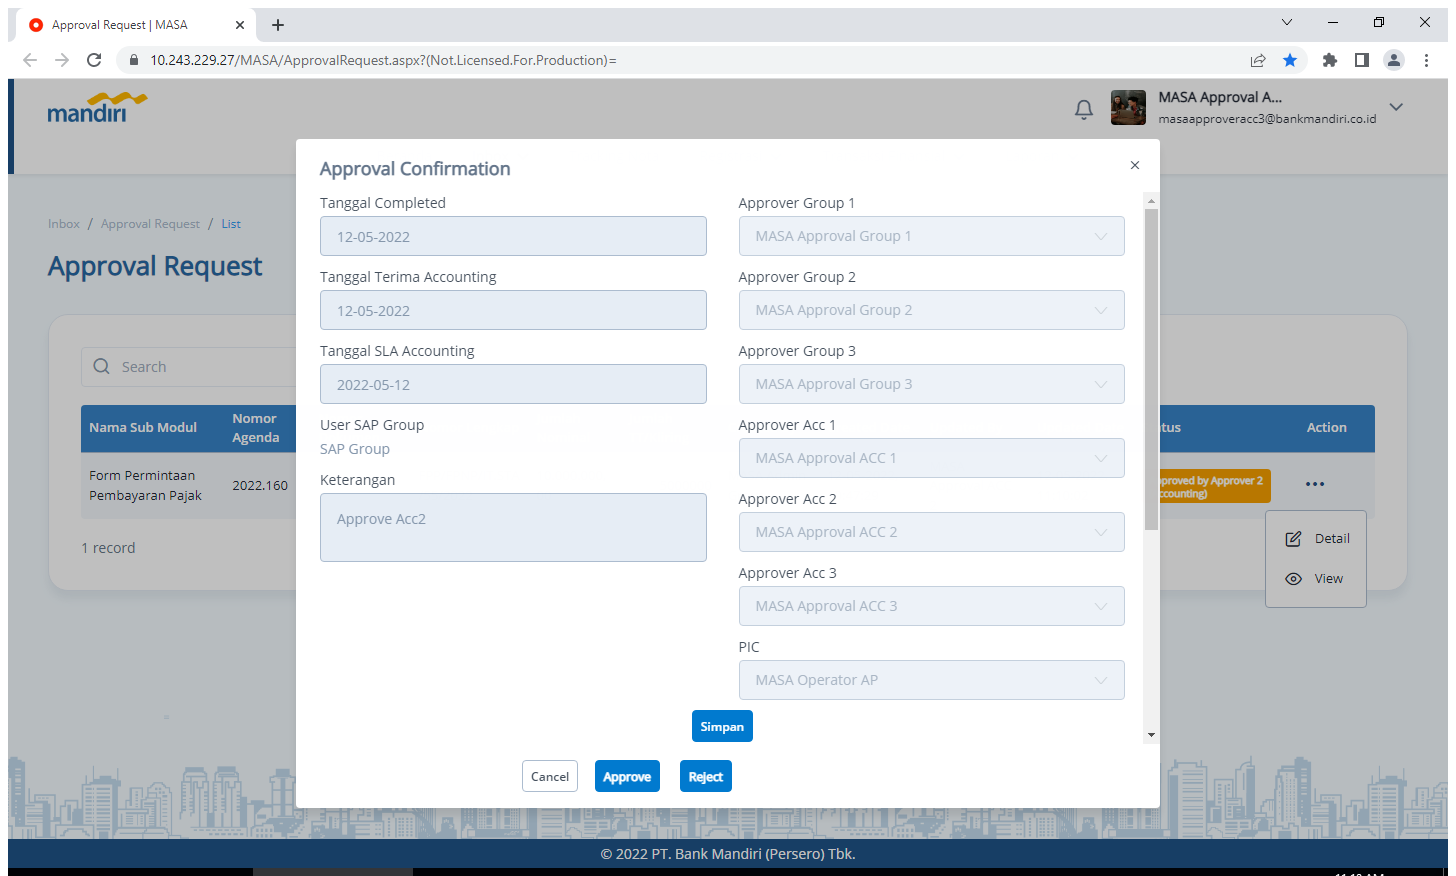 Approval Request | MASA
10.243.229.27/MASA/ApprovalRequest.aspx?(Not.Licensed.For.Production)=
mandiri
MASA Approval A...
masaapproveracc3@bankmandiri.co.id
Inbox / Approval Request / List
Approval Request
Search
Nama Sub Modul
Nomor
Agenda
tus
Action
Form Permintaan
Pembayaran Pajak
2022.160
proved by Approver 2
counting)
1 record
Detail
View
Approval Confirmation
Tanggal Completed
12-05-2022
Tanggal Terima Accounting
12-05-2022
Tanggal SLA Accounting
2022-05-12
User SAP Group
SAP Group
Keterangan
Approve Acc2
Approver Group 1
MASA Approval Group 1
Approver Group 2
MASA Approval Group 2
Approver Group 3
MASA Approval Group 3
Approver Acc 1
MASA Approval ACC 1
Approver Acc 2
MASA Approval ACC 2
Approver Acc 3
MASA Approval ACC 3
PIC
MASA Operator AP
Simpan
Cancel
Approve
Reject
© 2022 PT. Bank Mandiri (Persero) Tbk.